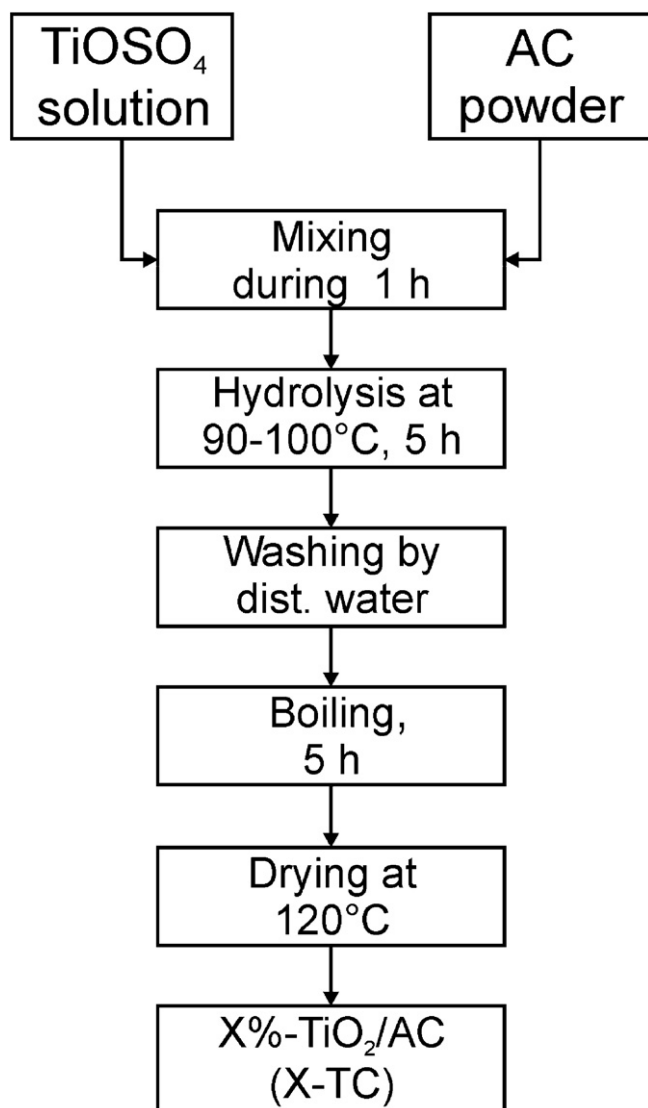 TiOSO₄
solution
AC
powder
Mixing
during 1 h
Hydrolysis at
90-100°C, 5 h
Washing by
dist. water
Boiling,
5 h
Drying at
120°C
X%-TiO₂/AC
(X-TC)